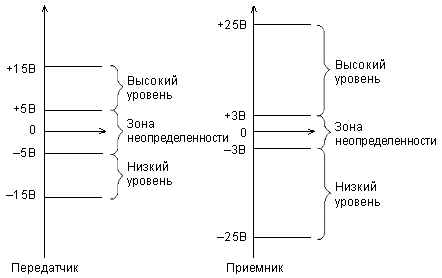 +15В
Высокий
уровень
+5В
0
Зона
неопределенности
–5В
Низкий
уровень
–15В
Передатчик
+25В
Высокий
уровень
+3В
0
Зона
неопределенности
–3В
Низкий
уровень
–25В
Приемник